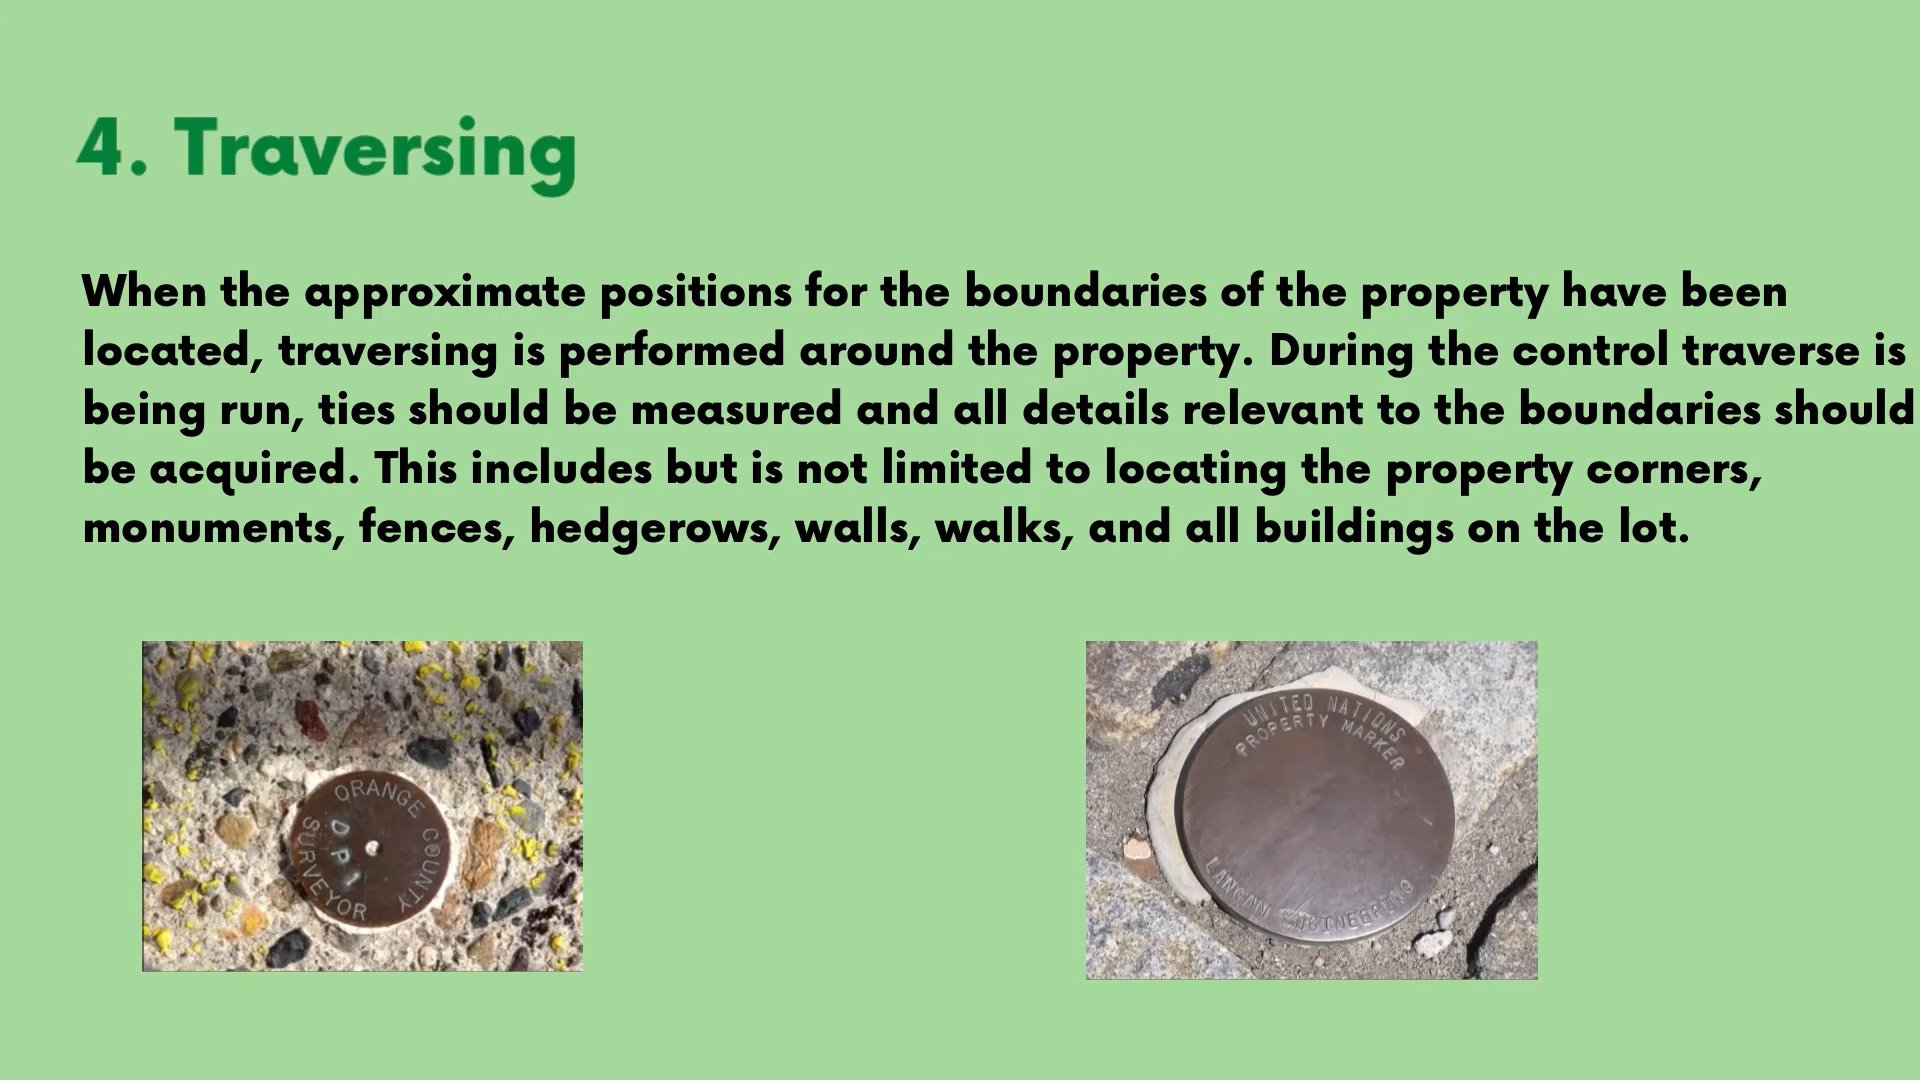 4. Traversing
When the approximate positions for the boundaries of the property have been
located, traversing is performed around the property. During the control traverse is
being run, ties should be measured and all details relevant to the boundaries should
be acquired. This includes but is not limited to locating the property corners,
monuments, fences, hedgerows, walls, walks, and all buildings on the lot.
ORANGE COUNTY
SURVEYOR
UNITED NATIONS
PROPERTY MARKER
LANGAN ENGINEERING